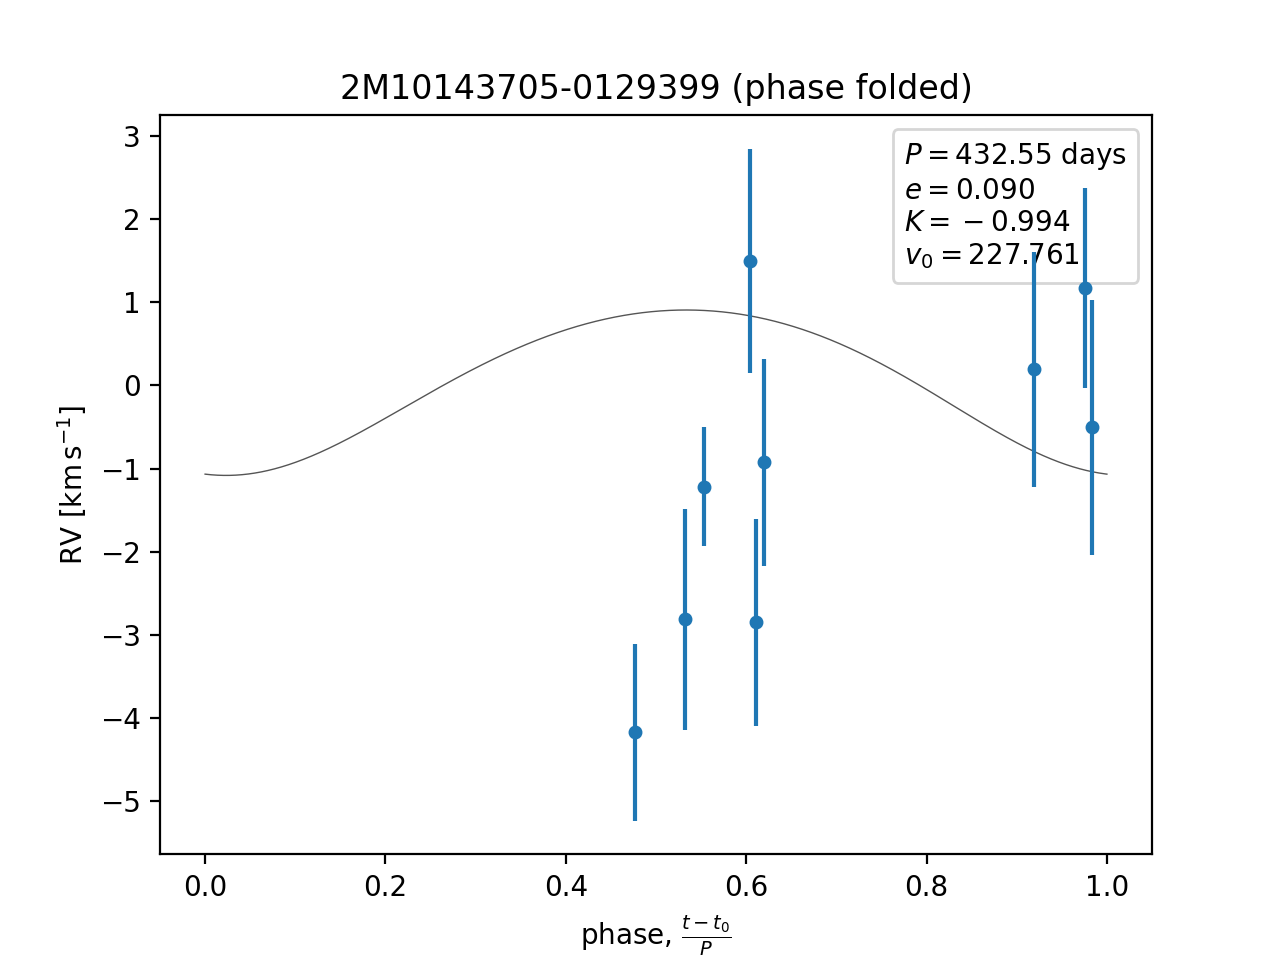 2M10143705-0129399 (phase folded)
P = 432.55 days
e = 0.090
K = −0.994
v₀ = 227.761
3
2
1
0
−1
−2
−3
−4
−5
RV [km s⁻¹]
0.0 0.2 0.4 0.6 0.8 1.0
phase, (t − t₀)/P